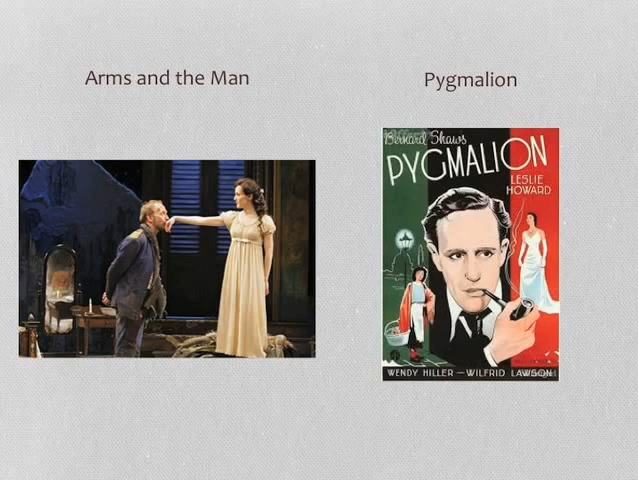 Arms and the Man
Pygmalion
Bernard Shaw's
PYGMALION
LESLIE
HOWARD
WENDY HILLER – WILFRID LAWSON